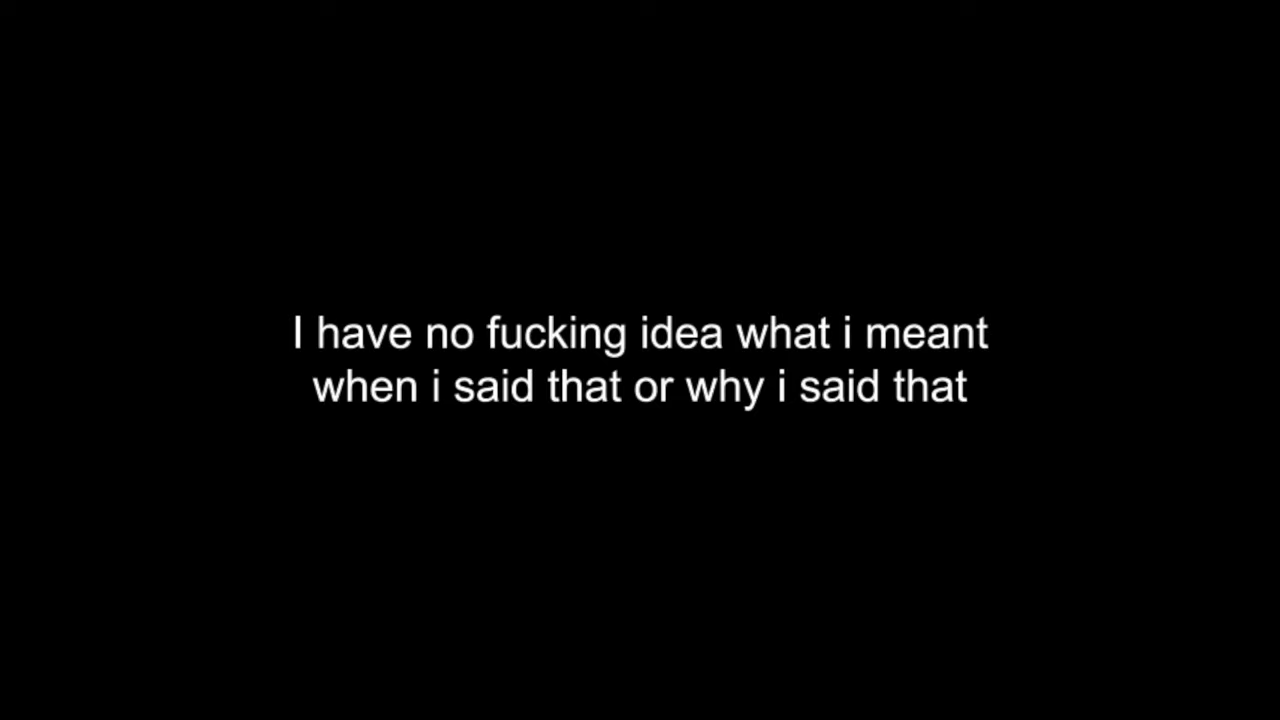 I have no fucking idea what i meant
when i said that or why i said that